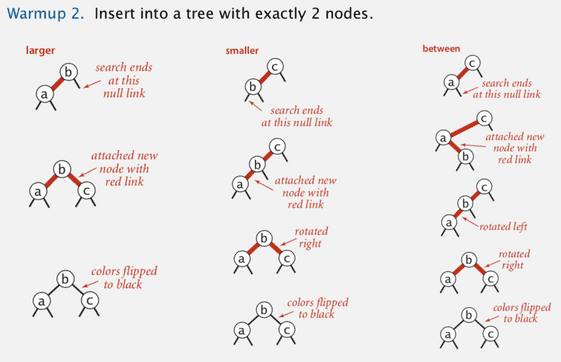 Warmup 2. Insert into a tree with exactly 2 nodes.
larger
b
a
search ends
at this
null link
b
a
c
attached new
node with
red link
b
a
c
colors flipped
to black
smaller
c
b
search ends
at this null link
c
b
a
attached new
node with
red link
b
a
c
rotated
right
b
a
c
colors flipped
to black
between
c
a
search ends
at this null link
c
a
b
attached new
node with
red link
c
b
a
rotated left
b
a
c
rotated
right
b
a
c
colors flipped
to black